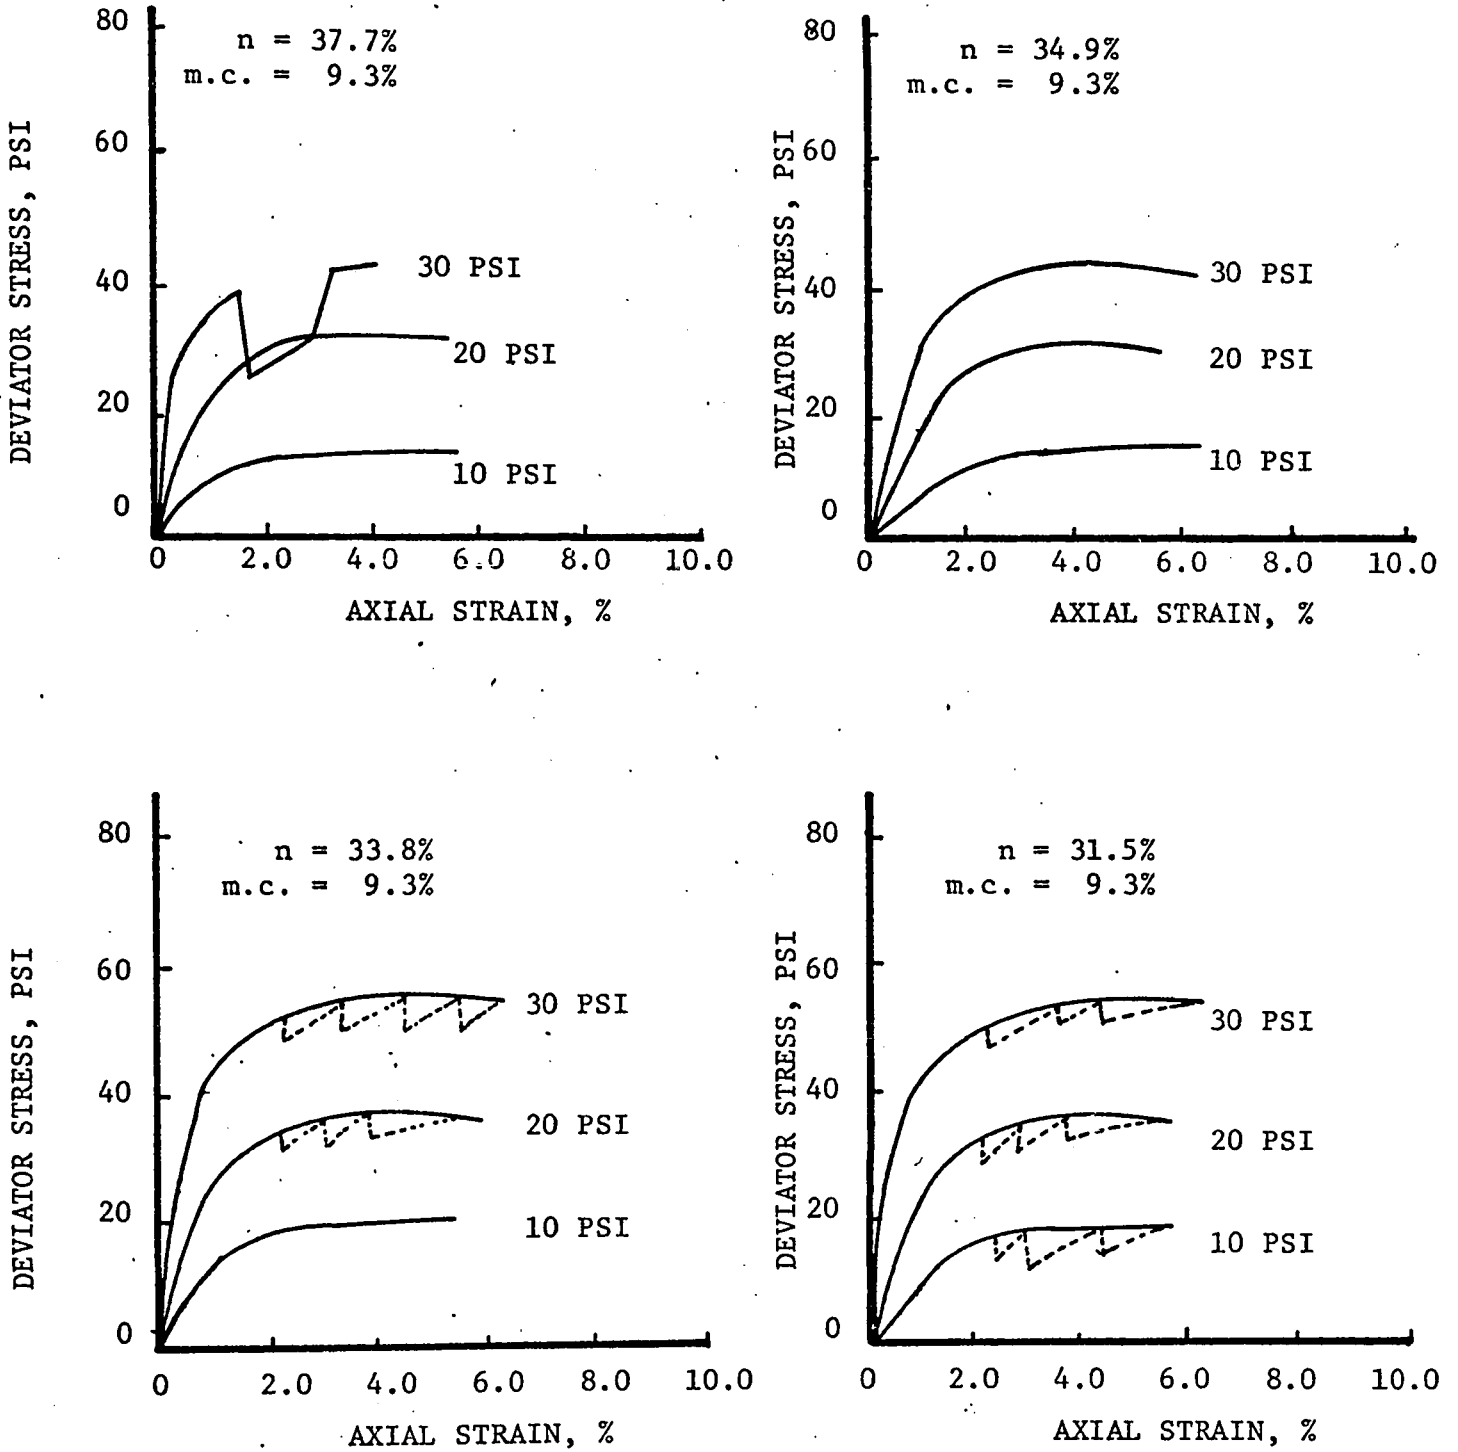 80
n = 37.7%
m.c. = 9.3%
60
40
20
0
30 PSI
20 PSI
10 PSI
0 2.0 4.0 6.0 8.0 10.0
AXIAL STRAIN, %
DEVIATOR STRESS, PSI
80
n = 34.9%
m.c. = 9.3%
60
40
20
0
30 PSI
20 PSI
10 PSI
0 2.0 4.0 6.0 8.0 10.0
AXIAL STRAIN, %
DEVIATOR STRESS, PSI
80
n = 33.8%
m.c. = 9.3%
60
40
20
0
30 PSI
20 PSI
10 PSI
0 2.0 4.0 6.0 8.0 10.0
AXIAL STRAIN, %
DEVIATOR STRESS, PSI
80
n = 31.5%
m.c. = 9.3%
60
40
20
0
30 PSI
20 PSI
10 PSI
0 2.0 4.0 6.0 8.0 10.0
AXIAL STRAIN, %
DEVIATOR STRESS, PSI